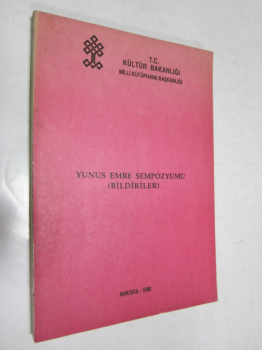 T.C.
KÜLTÜR BAKANLIĞI
MİLLİ KÜTÜPHANE BAŞKANLIĞI
YUNUS EMRE SEMPOZYUMU
(BİLDİRİLER)
ANKARA